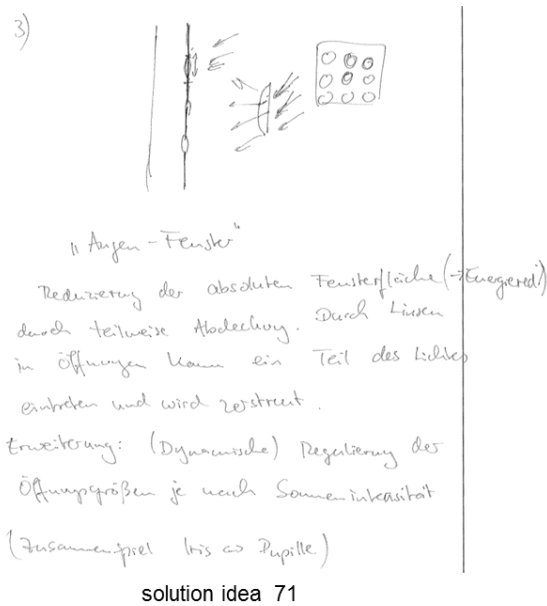 3)
"Augen-Fenster"
Reduzierung der absoluten Fensterfläche (→Energiered!)
durch teilweise Abdeckung. Durch Linsen
in Öffnungen kann ein Teil des Lichtes
eintreten und wird zerstreut.
Erweiterung: (Dynamische) Regulierung der
Öffnungsgrößen je nach Sonnenintensität
(Zusammenspiel Iris ↔ Pupille)
solution idea 71